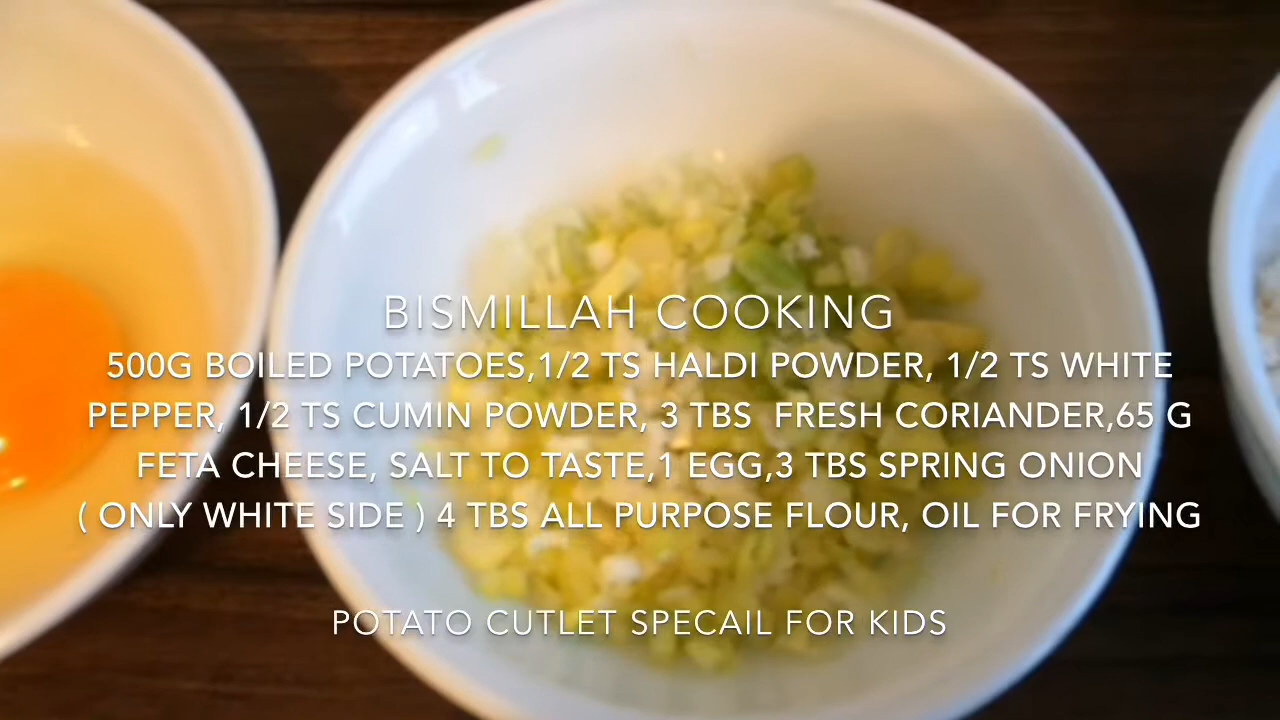 BISMILLAH COOKING
500G BOILED POTATOES,1/2 TS HALDI POWDER, 1/2 TS WHITE
PEPPER, 1/2 TS CUMIN POWDER, 3 TBS  FRESH CORIANDER,65 G
FETA CHEESE, SALT TO TASTE,1 EGG,3 TBS SPRING ONION
( ONLY WHITE SIDE ) 4 TBS ALL PURPOSE FLOUR, OIL FOR FRYING
POTATO CUTLET SPECAIL FOR KIDS